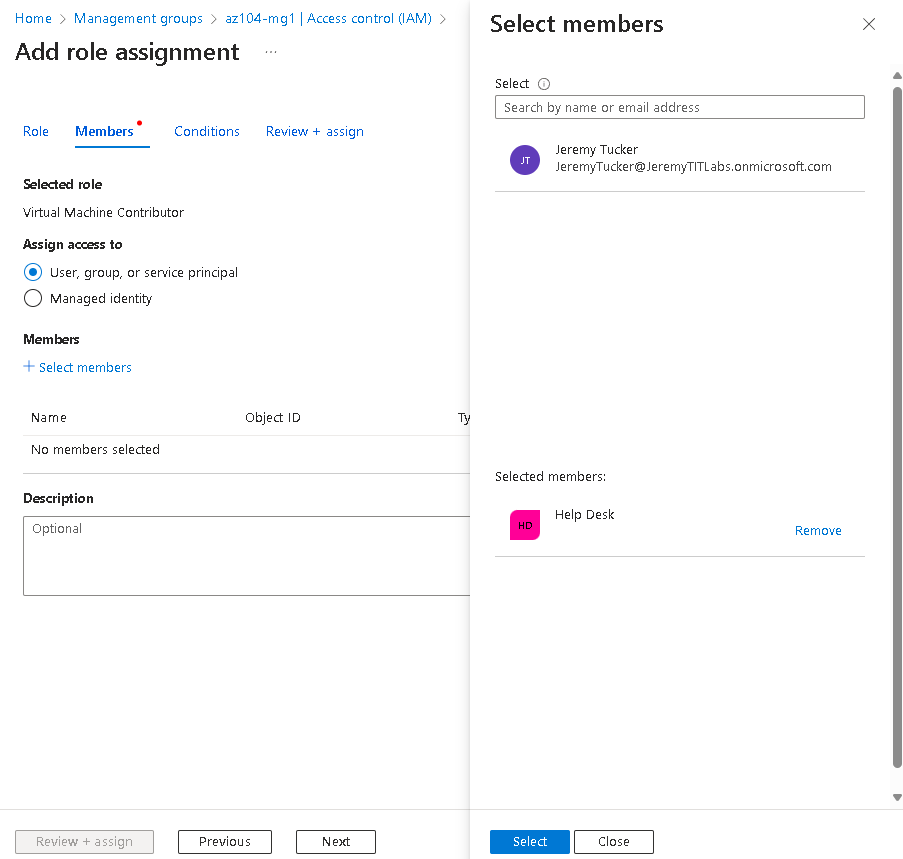 Home > Management groups > az104-mg1 | Access control (IAM) >
Add role assignment ...
Role Members Conditions Review + assign
Selected role
Virtual Machine Contributor
Assign access to
User, group, or service principal
Managed identity
Members
+ Select members
Name Object ID Ty
No members selected
Description
Optional
Review + assign Previous Next
Select members
Select
Search by name or email address
JT
Jeremy Tucker
JeremyTucker@JeremyTITLabs.onmicrosoft.com
Selected members:
HD
Help Desk
Remove
Select Close